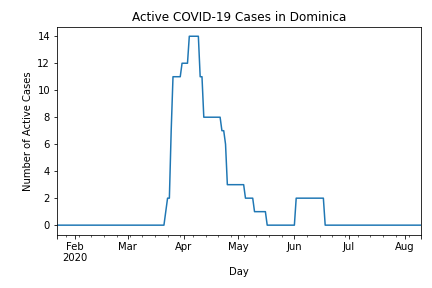 Active COVID-19 Cases in Dominica
Number of Active Cases
14
12
10
8
6
4
2
0
Feb Mar Apr May Jun Jul Aug
2020
Day